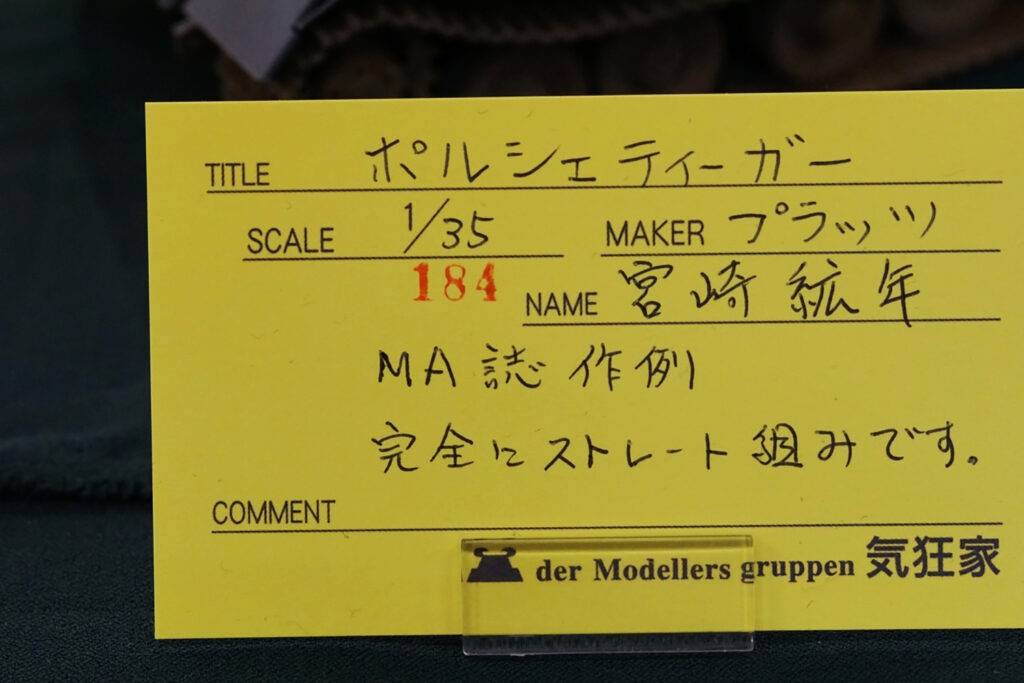 TITLE ポルシェティーガー
SCALE 1/35 MAKER プラッツ
184
NAME 宮崎紘年
MA誌作例
完全にストレート組みです。
COMMENT
der Modellers gruppen 気狂家